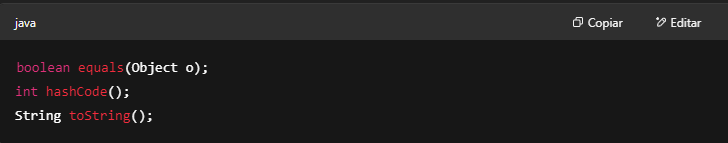 java Copiar Editar
boolean equals(Object o);
int hashCode();
String toString();